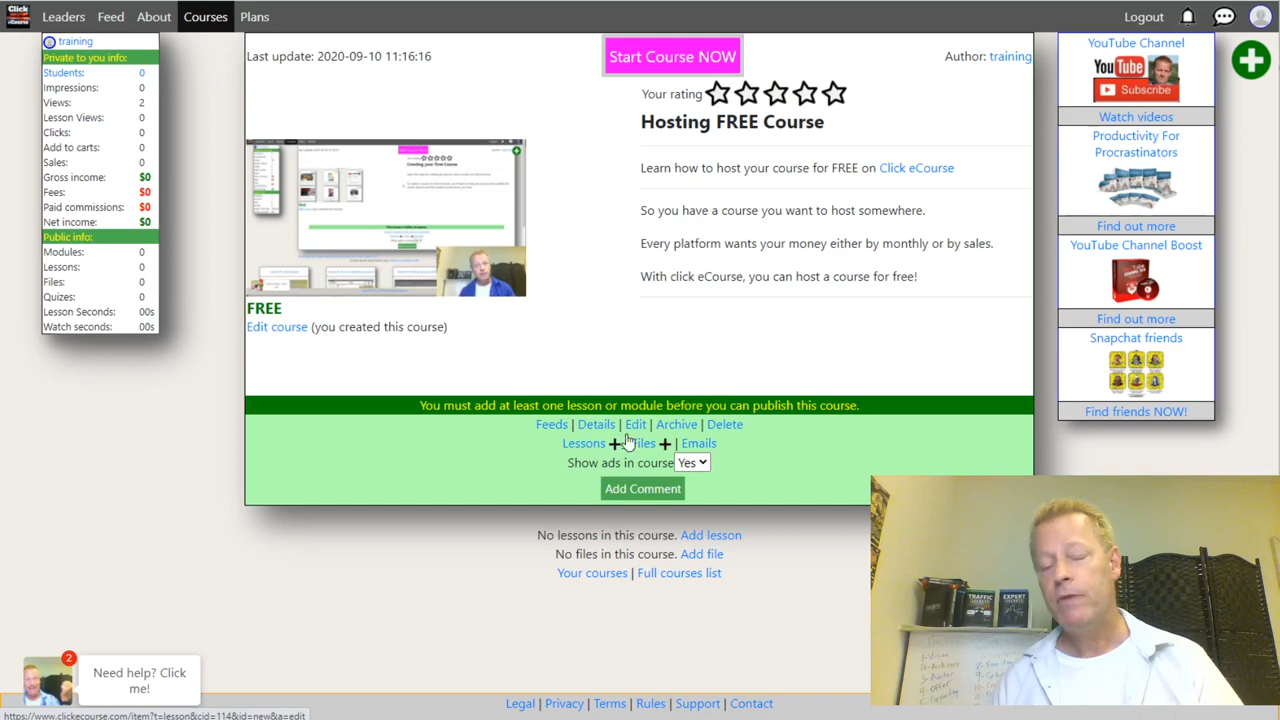 Click
eCourse
Leaders Feed About Courses Plans
Logout
training
Private to you info:
Students: 0
Impressions: 0
Views: 2
Lesson Views: 0
Clicks: 0
Add to carts: 0
Sales: 0
Gross income: $0
Fees: $0
Paid commissions: $0
Net income: $0
Public info:
Modules: 0
Lessons: 0
Files: 0
Quizes: 0
Lesson Seconds: 00s
Watch seconds: 00s
Last update: 2020-09-10 11:16:16
Start Course NOW
Author: training
Your rating
Hosting FREE Course
Learn how to host your course for FREE on Click eCourse
So you have a course you want to host somewhere.
Every platform wants your money either by monthly or by sales.
With click eCourse, you can host a course for free!
FREE
Edit course (you created this course)
You must add at least one lesson or module before you can publish this course.
Feeds | Details | Edit | Archive | Delete
Lessons + Files + | Emails
Show ads in course Yes
Add Comment
No lessons in this course. Add lesson
No files in this course. Add file
Your courses | Full courses list
YouTube Channel
YouTube
Subscribe
Watch videos
Productivity For
Procrastinators
Find out more
YouTube Channel Boost
Find out more
Snapchat friends
Find friends NOW!
TRAFFIC
SECRETS
EXPERT
SECRETS
2
Need help? Click
me!
Legal | Privacy | Terms | Rules | Support | Contact
https://www.clickecourse.com/item?t=lesson&cid=114&id=new&a=edit